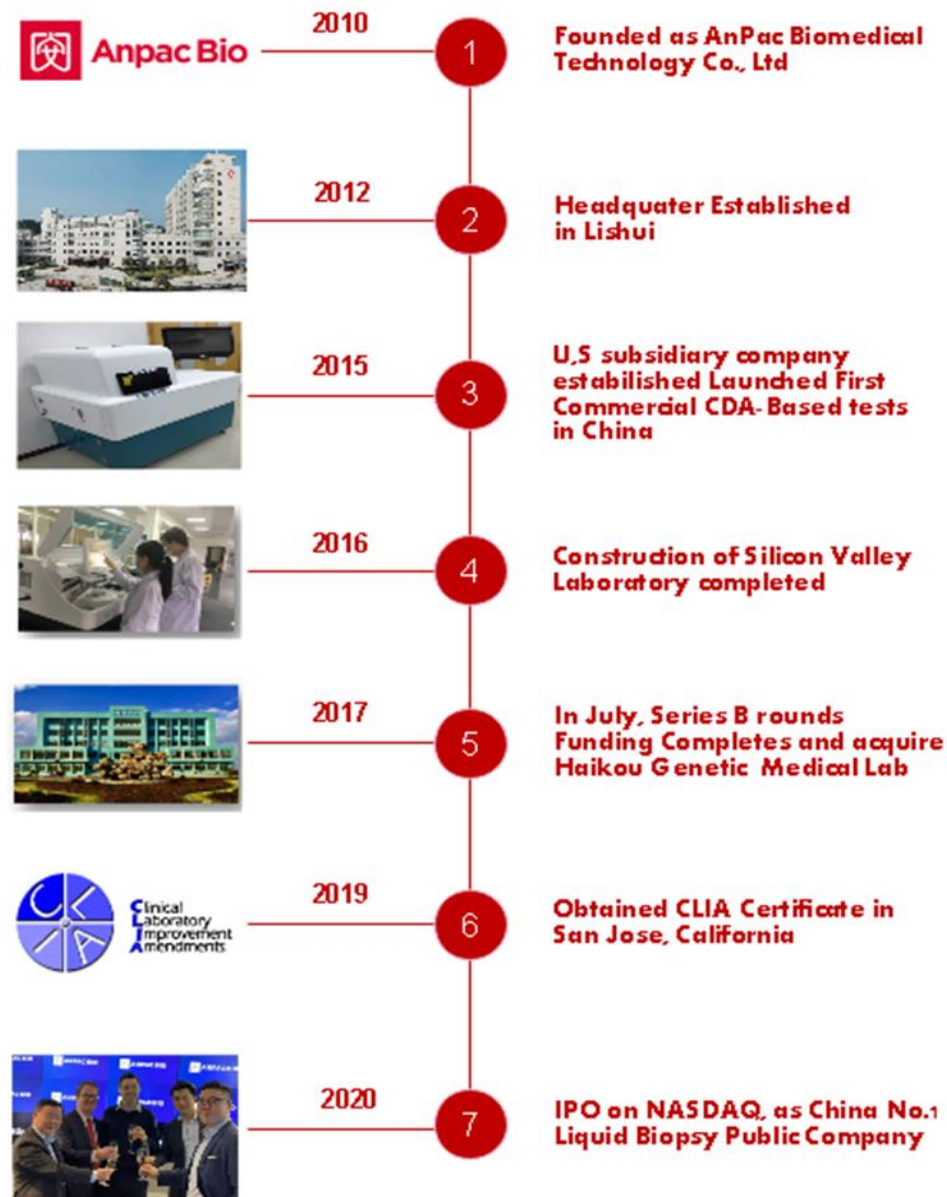 Anpac Bio
2010
1
Founded as AnPac Biomedical
Technology Co., Ltd
2012
2
Headquater Established
in Lishui
2015
3
U,S subsidiary company
estabilished Launched First
Commercial CDA-Based tests
in China
2016
4
Construction of Silicon Valley
Laboratory completed
2017
5
In July, Series B rounds
Funding Completes and acquire
Haikou Genetic Medical Lab
CLIA
Clinical
Laboratory
Improvement
Amendments
2019
6
Obtained CLIA Certificate in
San Jose, California
ANPAC BIO
2020
7
IPO on NASDAQ, as China No.1
Liquid Biopsy Public Company